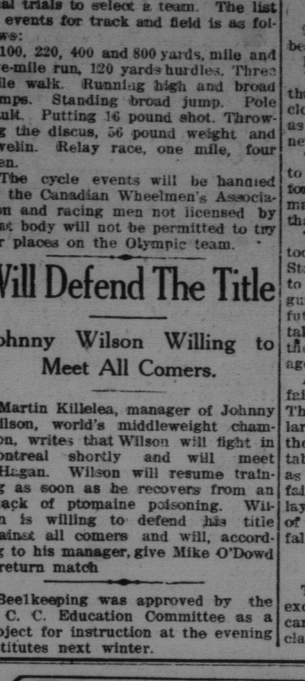 al trials to select a team. The list
events for track and field is as fol-
ws:
100, 220, 400 and 800 yards, mile and
e-mile run, 120 yards hurdles. Three
ile walk. Running high and broad
mps. Standing broad jump. Pole
ult. Putting 16 pound shot. Throw-
g the discus, 56 pound weight and
velin. Relay race, one mile, four
en.
The cycle events will be handled
the Canadian Wheelmen's Associa-
on and racing men not licensed by
at body will not be permitted to try
r places on the Olympic team.
Will Defend The Title
ohnny Wilson Willing to
Meet All Comers.
Martin Killelea, manager of Johnny
ilson, world's middleweight cham-
on, writes that Wilson will fight in
ontreal shortly and will meet
Hagan. Wilson will resume train-
g as soon as he recovers from an
ack of ptomaine poisoning. Wil-
n is willing to defend his title
ainst all comers and will, accord-
g to his manager, give Mike O'Dowd
return match
Beelkeeping was approved by the
C. C. Education Committee as a
bject for instruction at the evening
stitutes next winter.